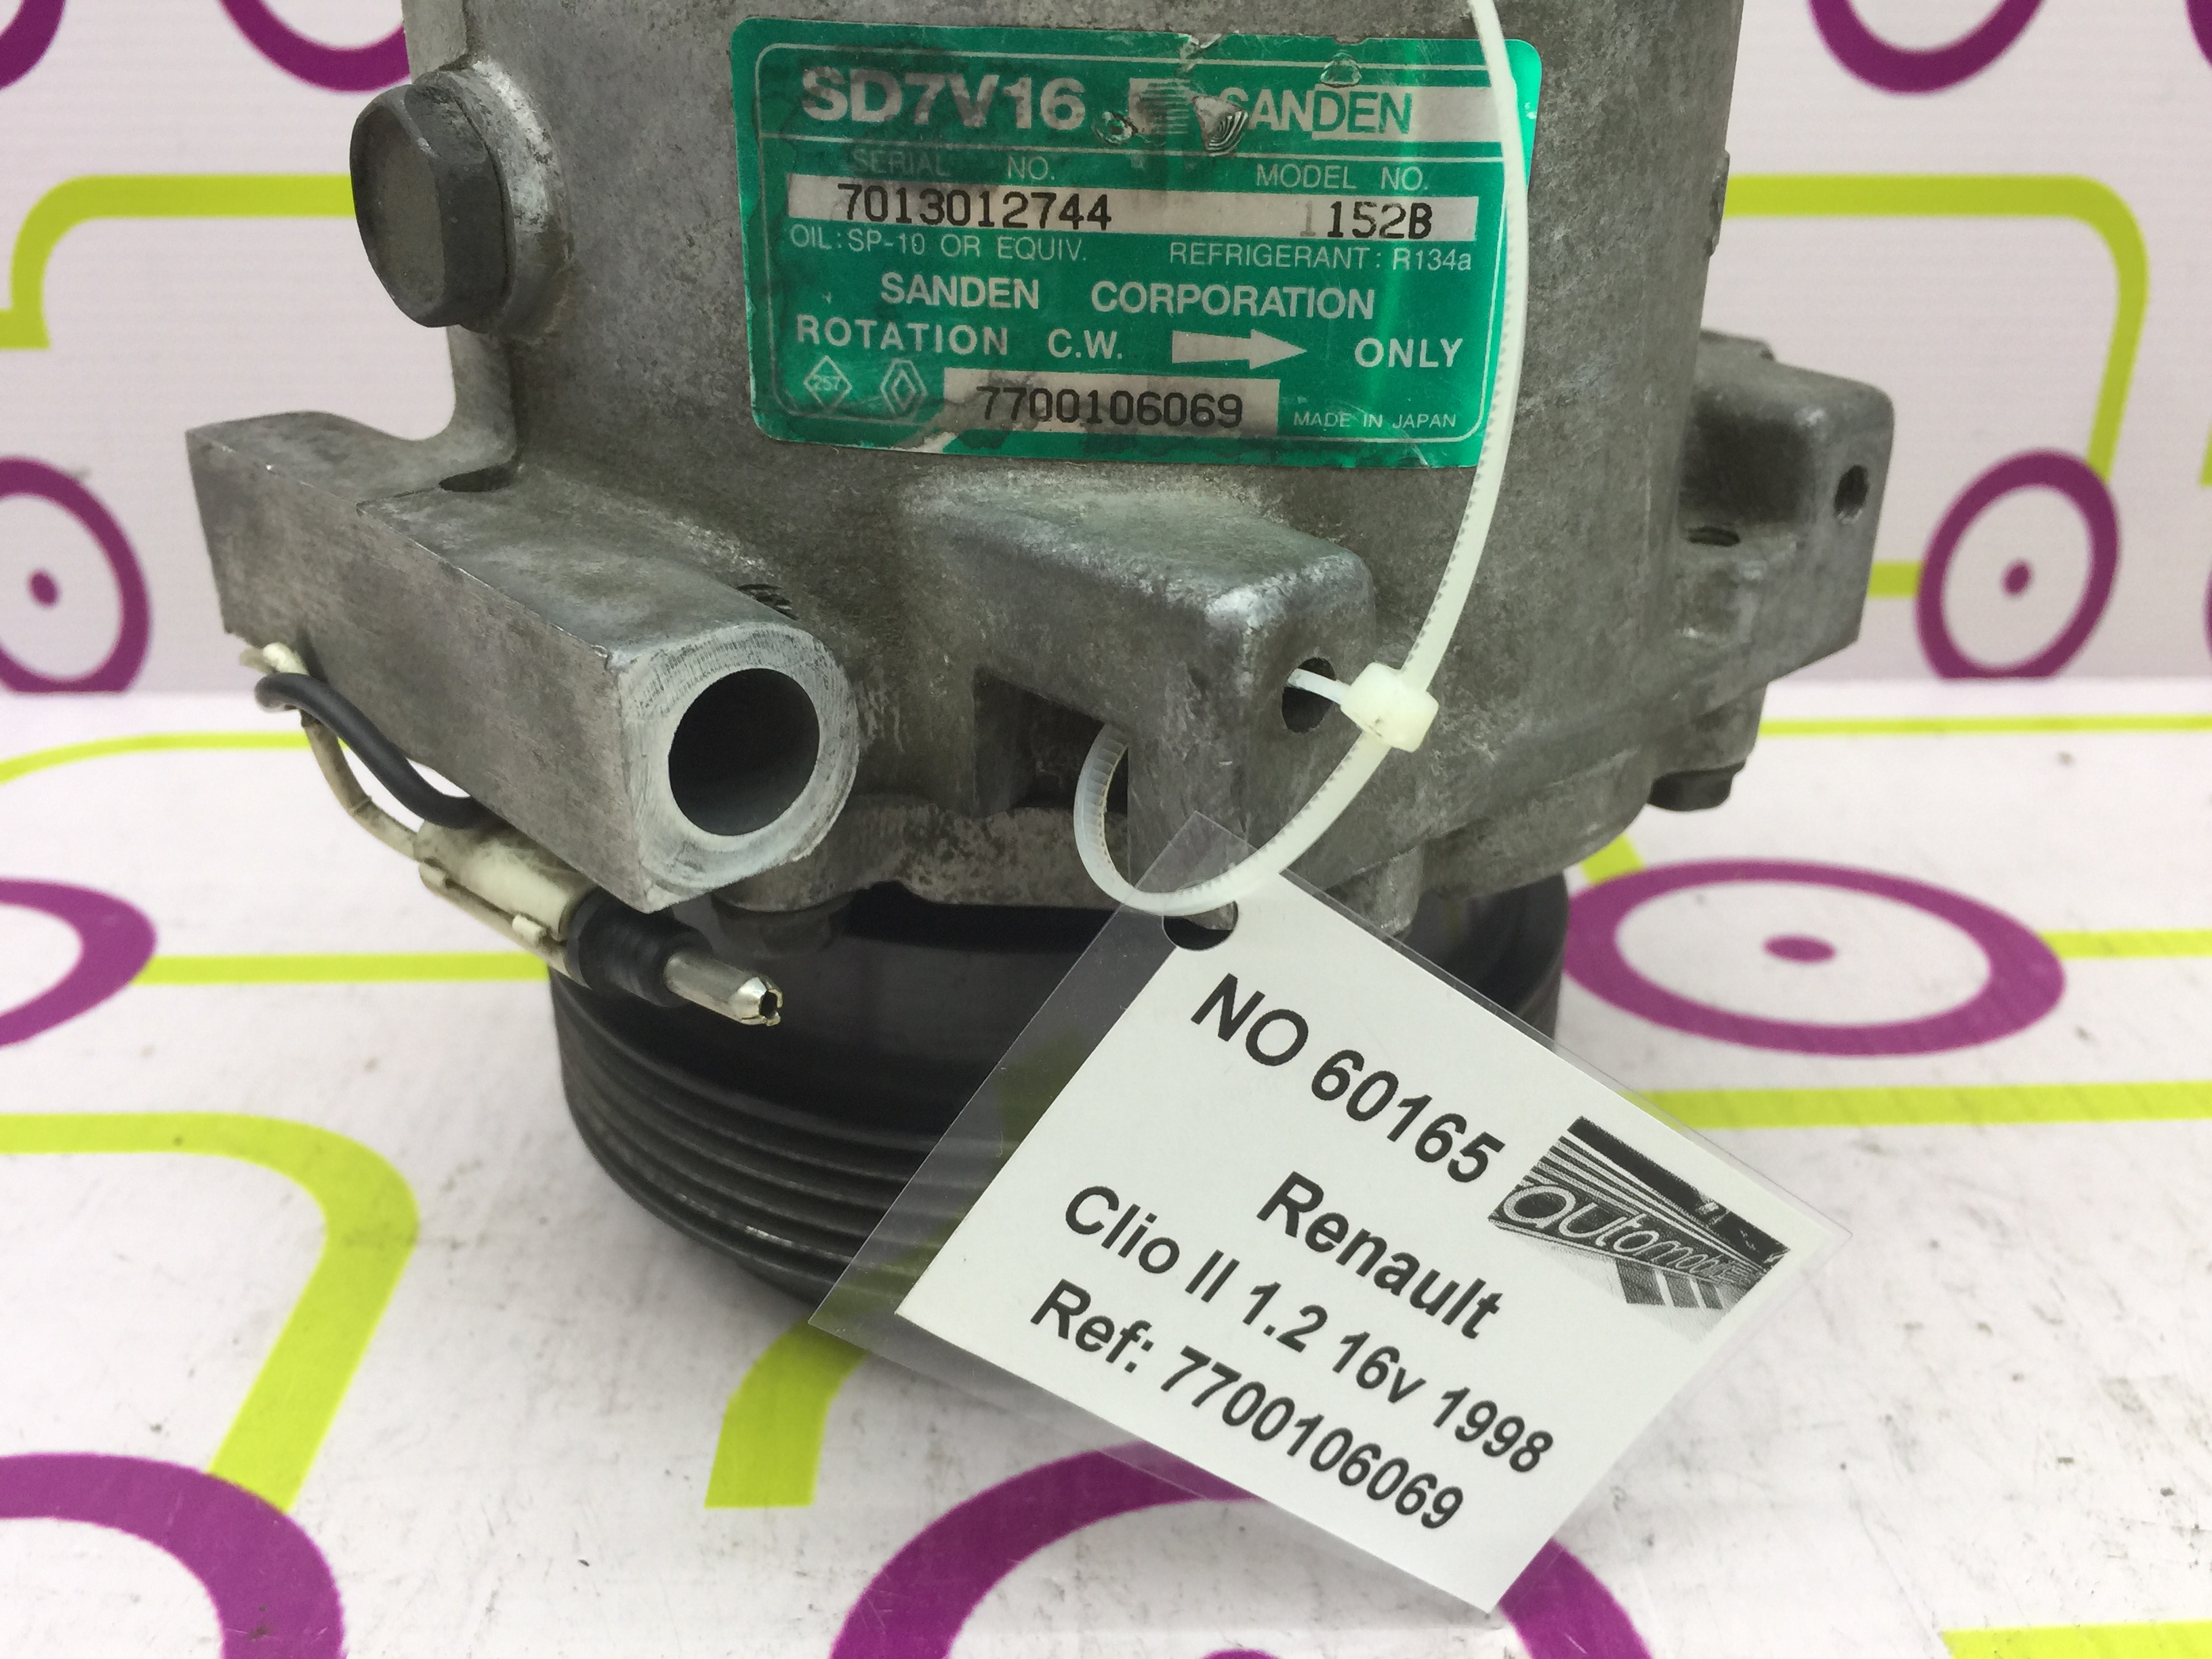 SD7V16 SANDEN
SERIAL NO. MODEL NO.
7013012744 1152B
OIL: SP-10 OR EQUIV. REFRIGERANT: R134a
SANDEN CORPORATION
ROTATION C.W. ONLY
257 7700106069 MADE IN JAPAN
NO 60165
Renault
Clio II 1.2 16v 1998
Ref: 7700106069